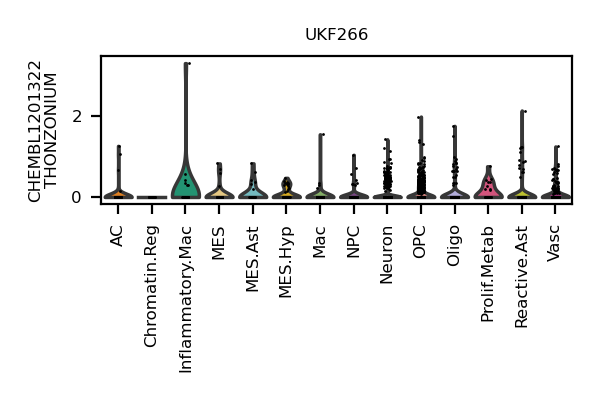 UKF266
CHEMBL1201322
THONZONIUM
2
0
AC
Chromatin.Reg
Inflammatory.Mac
MES
MES.Ast
MES.Hyp
Mac
NPC
Neuron
OPC
Oligo
Prolif.Metab
Reactive.Ast
Vasc